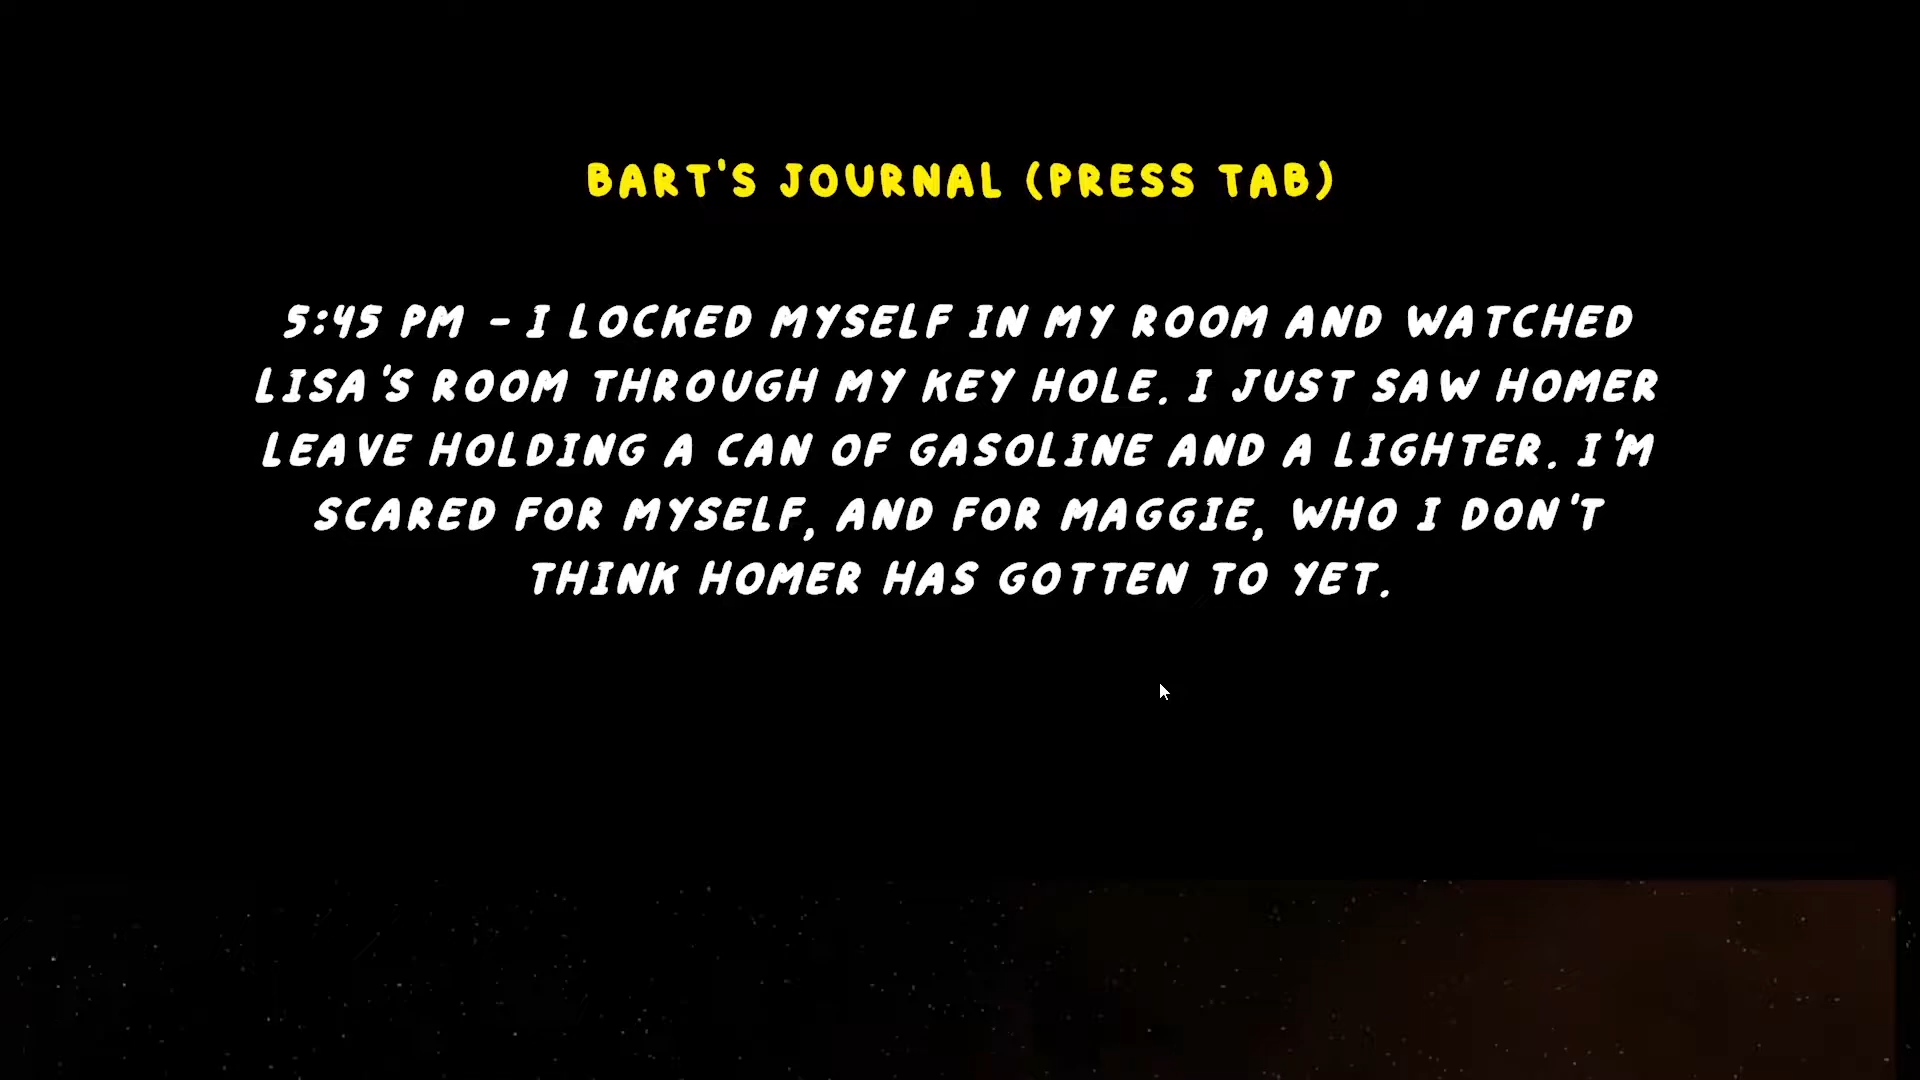 BART'S JOURNAL (PRESS TAB)
5:45 PM - I LOCKED MYSELF IN MY ROOM AND WATCHED
LISA'S ROOM THROUGH MY KEY HOLE. I JUST SAW HOMER
LEAVE HOLDING A CAN OF GASOLINE AND A LIGHTER. I'M
SCARED FOR MYSELF, AND FOR MAGGIE, WHO I DON'T
THINK HOMER HAS GOTTEN TO YET.